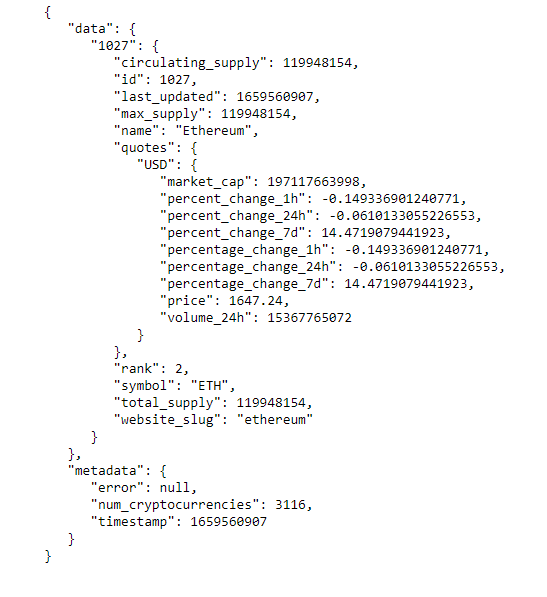 {
"data": {
"1027": {
"circulating_supply": 119948154,
"id": 1027,
"last_updated": 1659560907,
"max_supply": 119948154,
"name": "Ethereum",
"quotes": {
"USD": {
"market_cap": 197117663998,
"percent_change_1h": -0.149336901240771,
"percent_change_24h": -0.0610133055226553,
"percent_change_7d": 14.4719079441923,
"percentage_change_1h": -0.149336901240771,
"percentage_change_24h": -0.0610133055226553,
"percentage_change_7d": 14.4719079441923,
"price": 1647.24,
"volume_24h": 15367765072
}
},
"rank": 2,
"symbol": "ETH",
"total_supply": 119948154,
"website_slug": "ethereum"
}
},
"metadata": {
"error": null,
"num_cryptocurrencies": 3116,
"timestamp": 1659560907
}
}